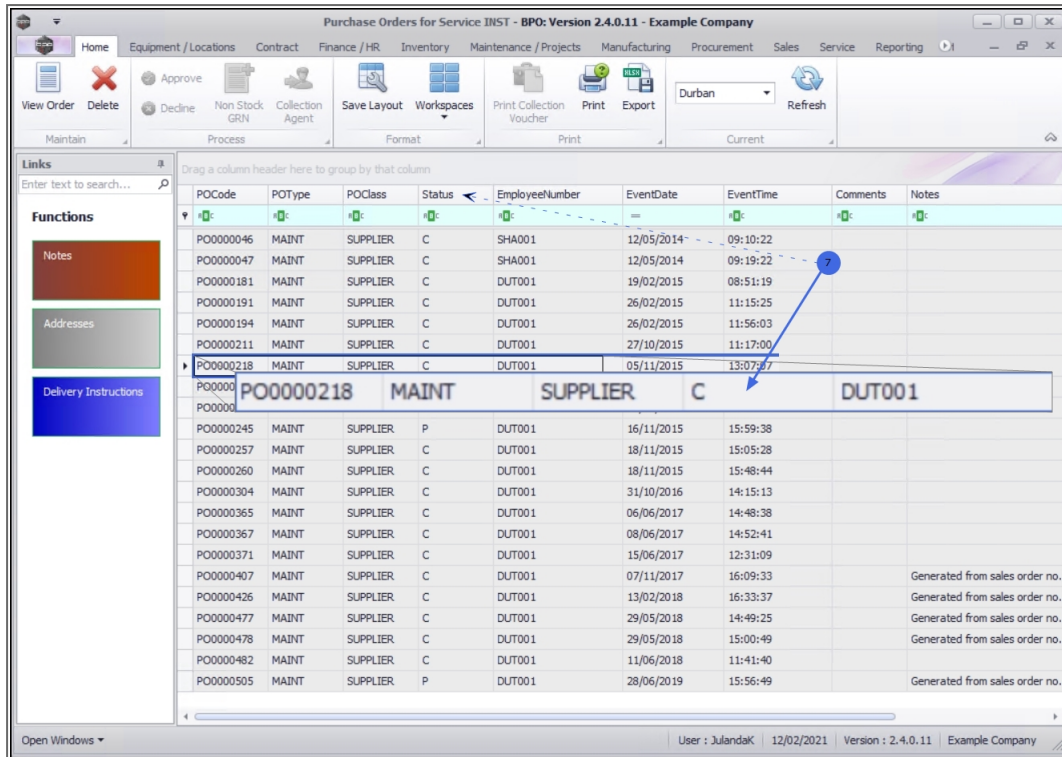 BPO
Purchase Orders for Service INST - BPO: Version 2.4.0.11 - Example Company
BPO Home Equipment / Locations Contract Finance / HR Inventory Maintenance / Projects Manufacturing Procurement Sales Service Reporting
View Order Delete Approve Decline Non Stock GRN Collection Agent Save Layout Workspaces Print Collection Voucher Print XLSX Export Durban Refresh
Maintain Process Format Print Current
Links
Enter text to search...
Functions
Notes
Addresses
Delivery Instructions
Drag a column header here to group by that column
POCode POType POClass Status EmployeeNumber EventDate EventTime Comments Notes
PO0000046 MAINT SUPPLIER C SHA001 12/05/2014 09:10:22
PO0000047 MAINT SUPPLIER C SHA001 12/05/2014 09:19:22
7
PO0000181 MAINT SUPPLIER C DUT001 19/02/2015 08:51:19
PO0000191 MAINT SUPPLIER C DUT001 26/02/2015 11:15:25
PO0000194 MAINT SUPPLIER C DUT001 26/02/2015 11:56:03
PO0000211 MAINT SUPPLIER C DUT001 27/10/2015 11:17:00
PO0000218 MAINT SUPPLIER C DUT001 05/11/2015 13:07:07
PO0000218 MAINT SUPPLIER C DUT001
PO0000245 MAINT SUPPLIER P DUT001 16/11/2015 15:59:38
PO0000257 MAINT SUPPLIER C DUT001 18/11/2015 15:05:28
PO0000260 MAINT SUPPLIER C DUT001 18/11/2015 15:48:44
PO0000304 MAINT SUPPLIER C DUT001 31/10/2016 14:15:13
PO0000365 MAINT SUPPLIER C DUT001 06/06/2017 14:48:38
PO0000367 MAINT SUPPLIER C DUT001 08/06/2017 14:52:41
PO0000371 MAINT SUPPLIER C DUT001 15/06/2017 12:31:09
PO0000407 MAINT SUPPLIER C DUT001 07/11/2017 16:09:33 Generated from sales order no.
PO0000426 MAINT SUPPLIER C DUT001 13/02/2018 16:33:37 Generated from sales order no.
PO0000477 MAINT SUPPLIER C DUT001 29/05/2018 14:49:25 Generated from sales order no.
PO0000478 MAINT SUPPLIER C DUT001 29/05/2018 15:00:49 Generated from sales order no.
PO0000482 MAINT SUPPLIER C DUT001 11/06/2018 11:41:40
PO0000505 MAINT SUPPLIER P DUT001 28/06/2019 15:56:49 Generated from sales order no.
Open Windows User : JulandaK 12/02/2021 Version : 2.4.0.11 Example Company